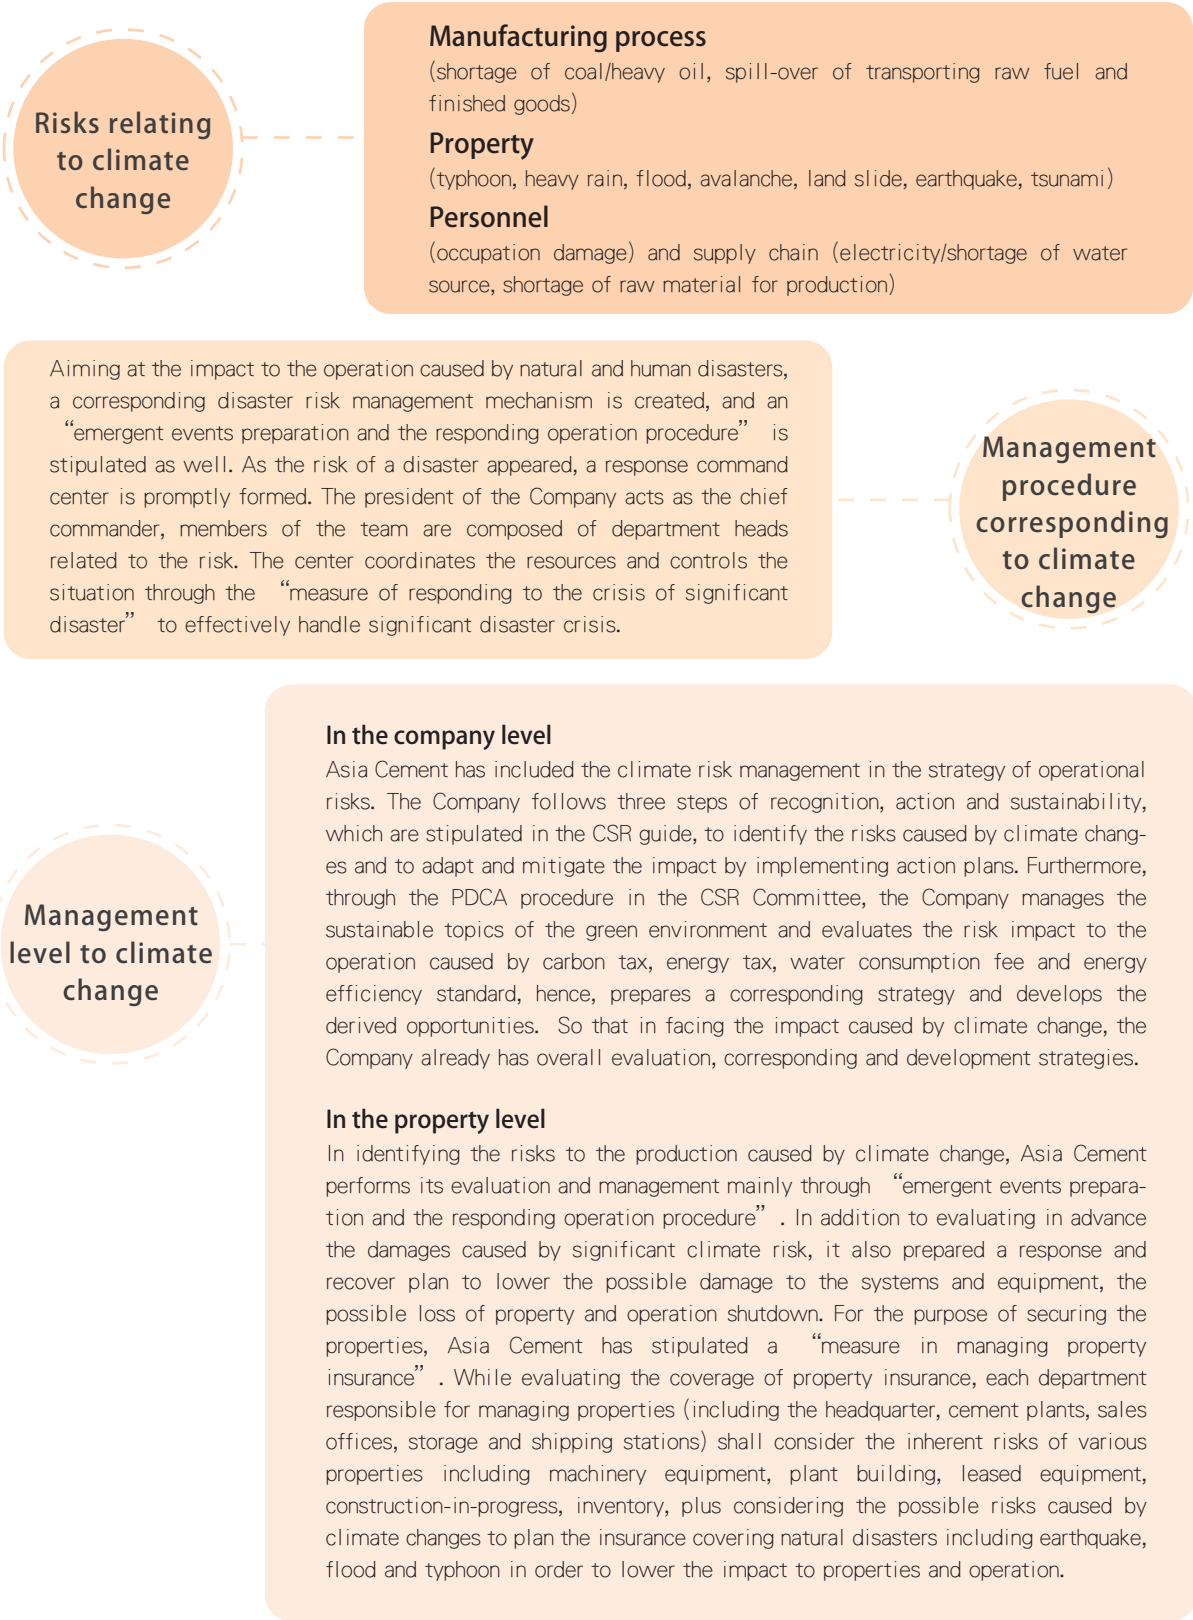 Risks relating
to climate
change
Manufacturing process
(shortage of coal/heavy oil, spill-over of transporting raw fuel and
finished goods)
Property
(typhoon, heavy rain, flood, avalanche, land slide, earthquake, tsunami)
Personnel
(occupation damage) and supply chain (electricity/shortage of water
source, shortage of raw material for production)
Aiming at the impact to the operation caused by natural and human disasters,
a corresponding disaster risk management mechanism is created, and an
“emergent events preparation and the responding operation procedure” is
stipulated as well. As the risk of a disaster appeared, a response command
center is promptly formed. The president of the Company acts as the chief
commander, members of the team are composed of department heads
related to the risk. The center coordinates the resources and controls the
situation through the “measure of responding to the crisis of significant
disaster” to effectively handle significant disaster crisis.
Management
procedure
corresponding
to climate
change
Management
level to climate
change
In the company level
Asia Cement has included the climate risk management in the strategy of operational
risks. The Company follows three steps of recognition, action and sustainability,
which are stipulated in the CSR guide, to identify the risks caused by climate chang-
es and to adapt and mitigate the impact by implementing action plans. Furthermore,
through the PDCA procedure in the CSR Committee, the Company manages the
sustainable topics of the green environment and evaluates the risk impact to the
operation caused by carbon tax, energy tax, water consumption fee and energy
efficiency standard, hence, prepares a corresponding strategy and develops the
derived opportunities. So that in facing the impact caused by climate change, the
Company already has overall evaluation, corresponding and development strategies.
In the property level
In identifying the risks to the production caused by climate change, Asia Cement
performs its evaluation and management mainly through “emergent events prepara-
tion and the responding operation procedure” . In addition to evaluating in advance
the damages caused by significant climate risk, it also prepared a response and
recover plan to lower the possible damage to the systems and equipment, the
possible loss of property and operation shutdown. For the purpose of securing the
properties, Asia Cement has stipulated a “measure in managing property
insurance” . While evaluating the coverage of property insurance, each department
responsible for managing properties (including the headquarter, cement plants, sales
offices, storage and shipping stations) shall consider the inherent risks of various
properties including machinery equipment, plant building, leased equipment,
construction-in-progress, inventory, plus considering the possible risks caused by
climate changes to plan the insurance covering natural disasters including earthquake,
flood and typhoon in order to lower the impact to properties and operation.